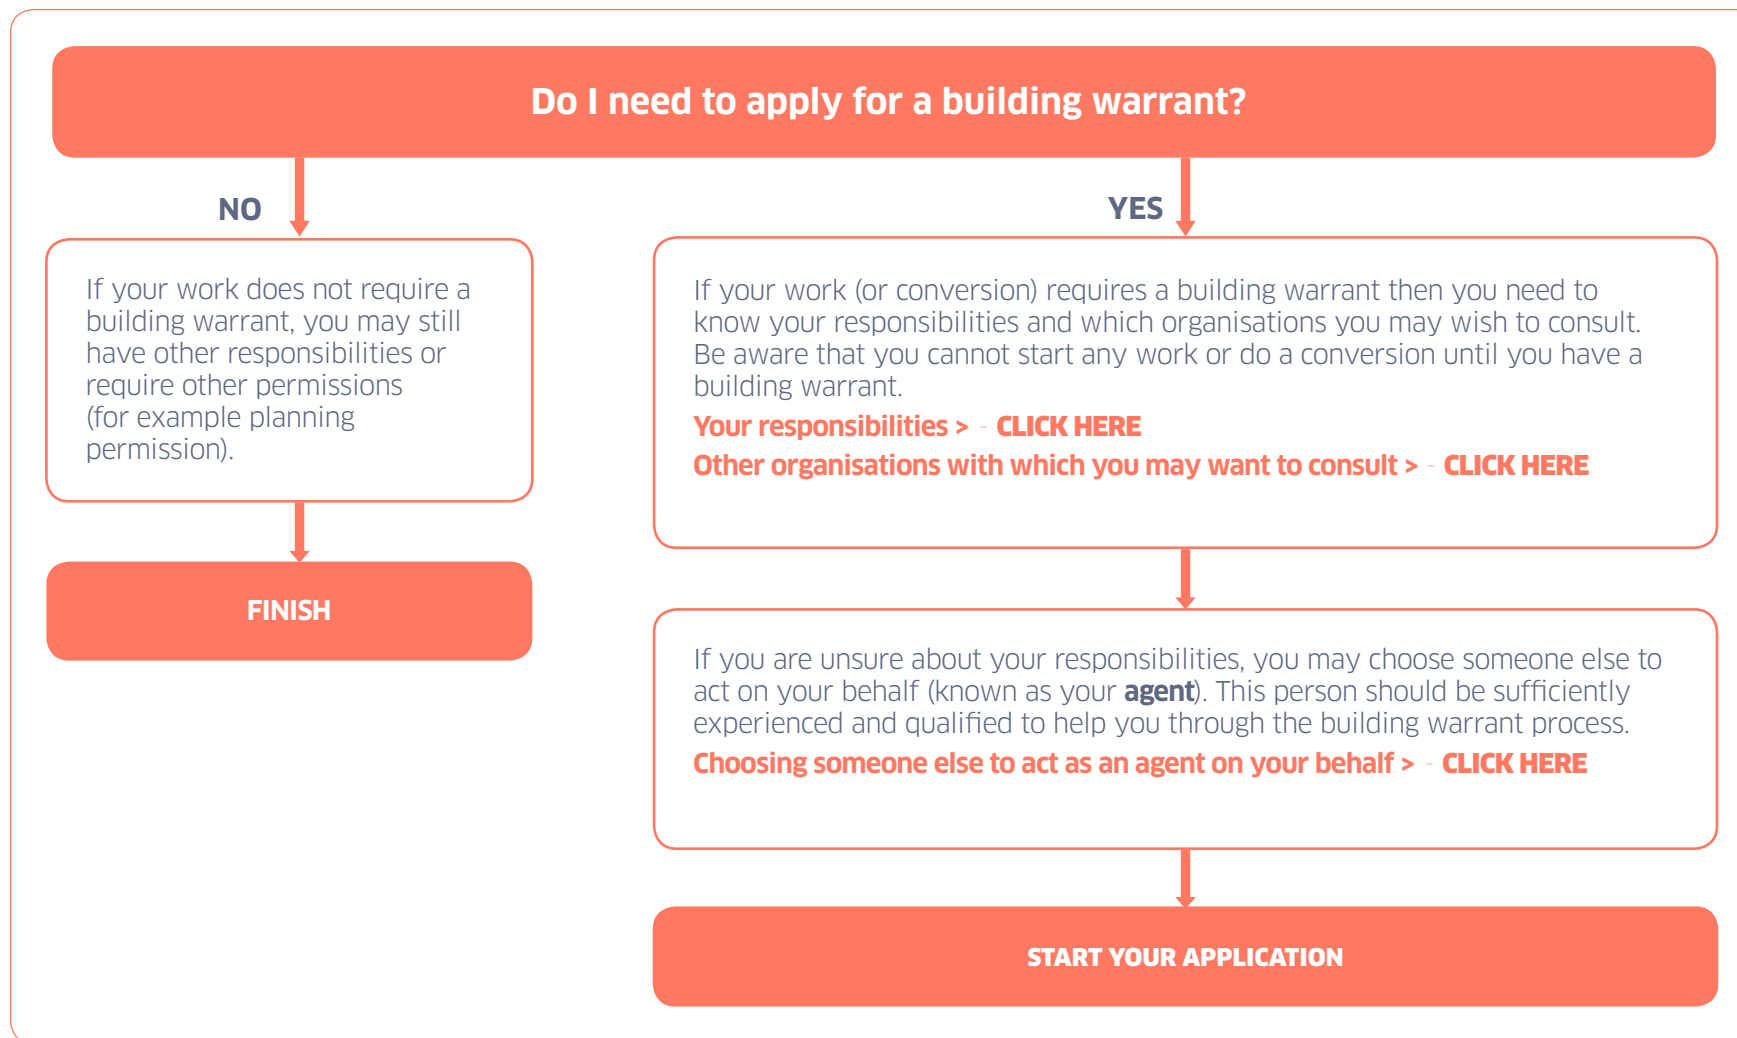 Do I need to apply for a building warrant?
NO
If your work does not require a
building warrant, you may still
have other responsibilities or
require other permissions
(for example planning
permission).
FINISH
YES
If your work (or conversion) requires a building warrant then you need to
know your responsibilities and which organisations you may wish to consult.
Be aware that you cannot start any work or do a conversion until you have a
building warrant.
Your responsibilities > - CLICK HERE
Other organisations with which you may want to consult > - CLICK HERE
If you are unsure about your responsibilities, you may choose someone else to
act on your behalf (known as your agent). This person should be sufficiently
experienced and qualified to help you through the building warrant process.
Choosing someone else to act as an agent on your behalf > - CLICK HERE
START YOUR APPLICATION